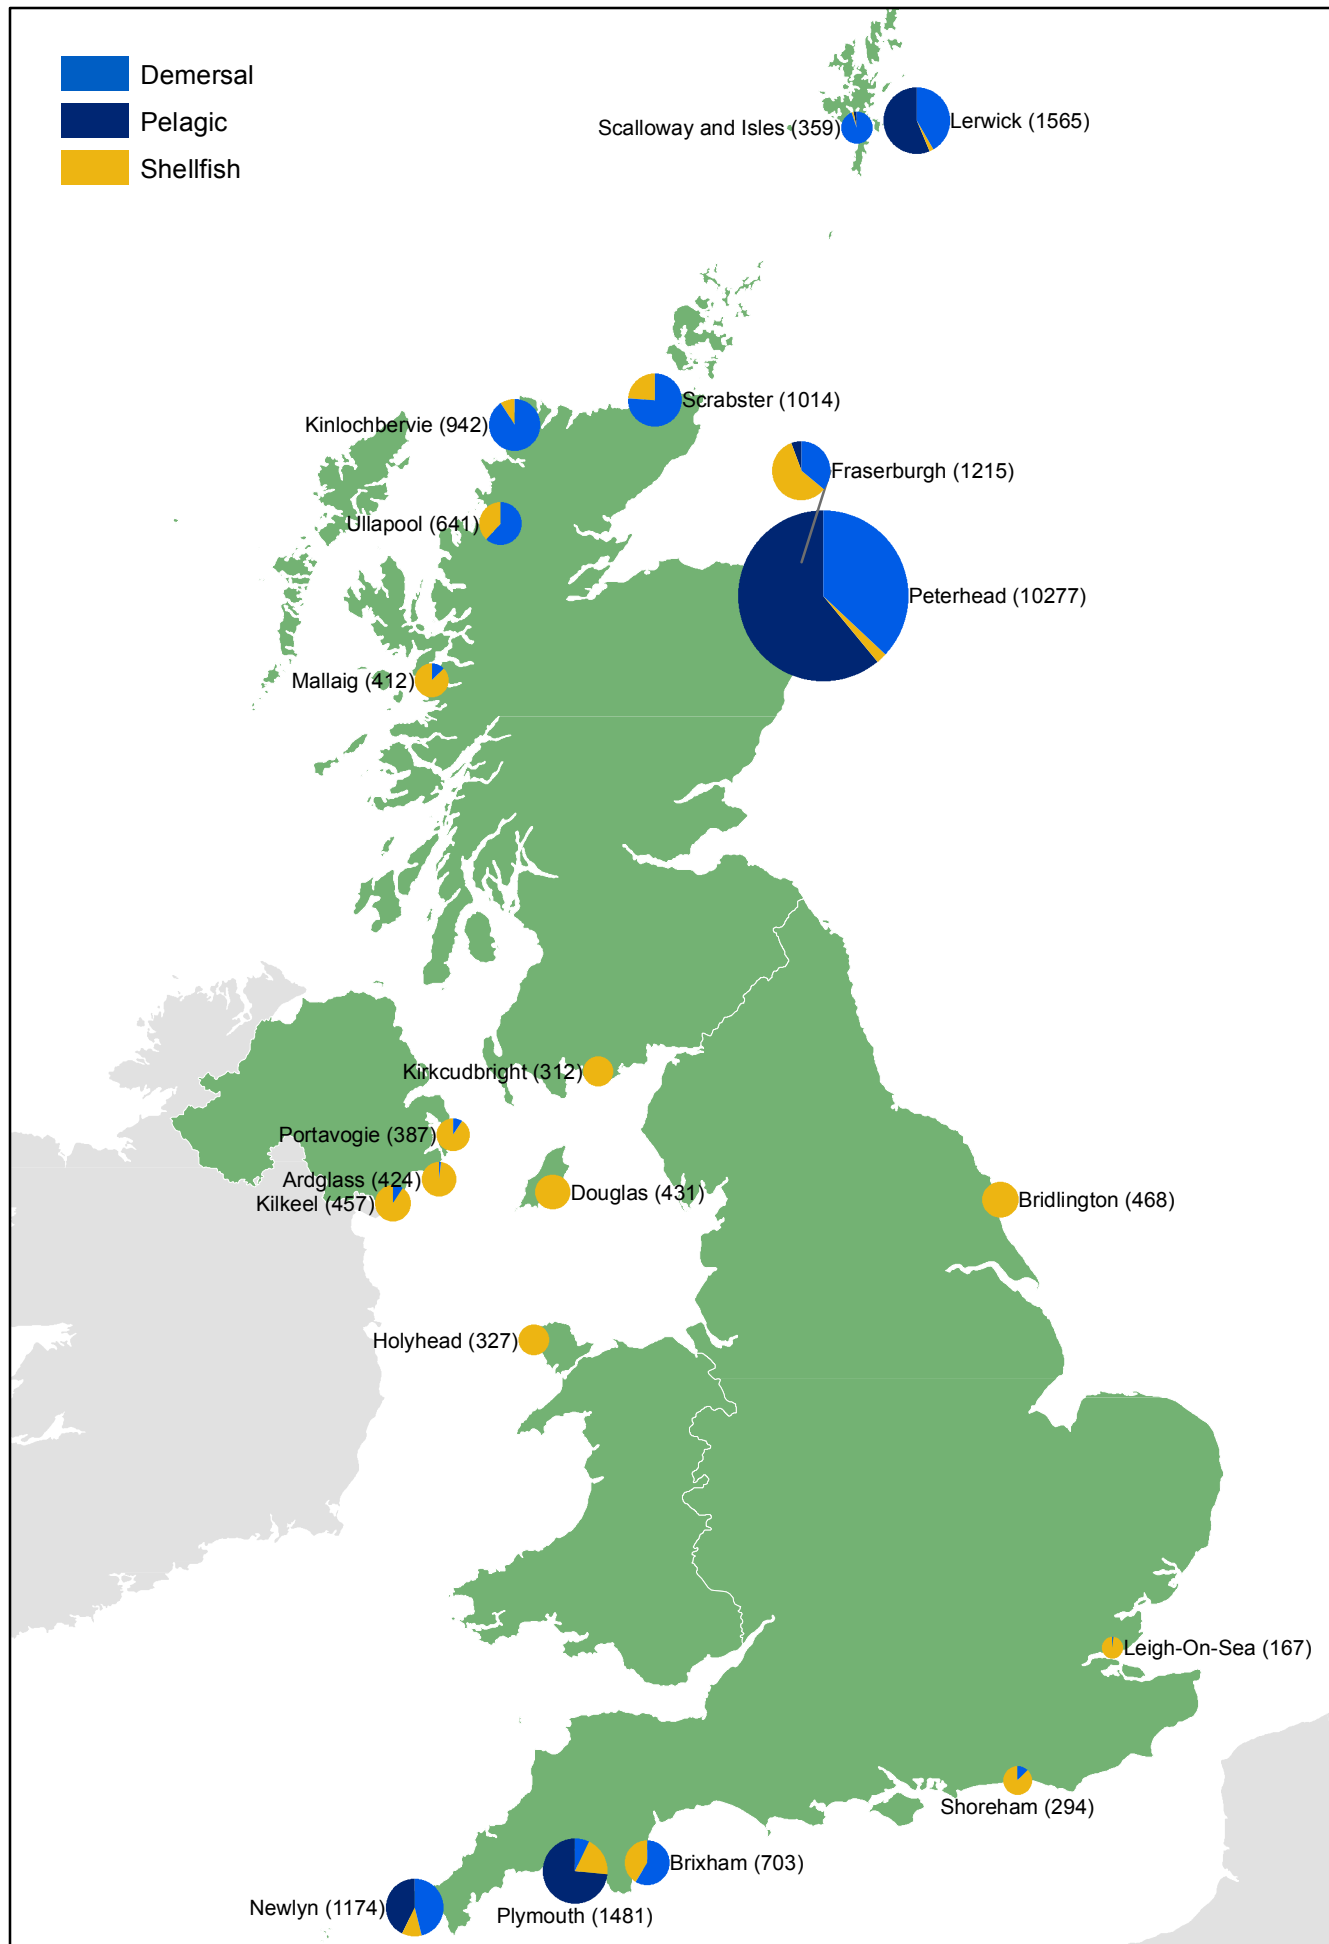 Demersal
Pelagic
Shellfish
Scalloway and Isles (359)
Lerwick (1565)
Scrabster (1014)
Kinlochbervie (942)
Fraserburgh (1215)
Ullapool (641)
Peterhead (10277)
Mallaig (412)
Kirkcudbright (312)
Portavogie (387)
Ardglass (424)
Kilkeel (457)
Douglas (431)
Bridlington (468)
Holyhead (327)
Leigh-On-Sea (167)
Shoreham (294)
Brixham (703)
Newlyn (1174)
Plymouth (1481)